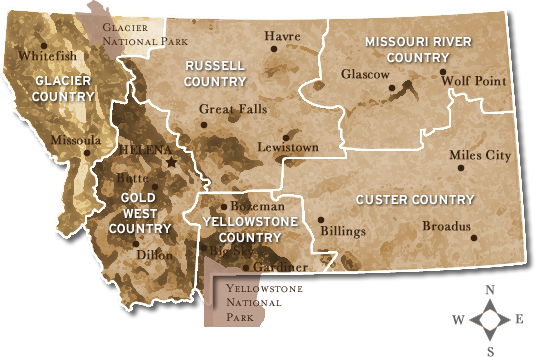 GLACIER
NATIONAL PARK
Whitefish
Havre
MISSOURI RIVER
COUNTRY
RUSSELL
COUNTRY
GLACIER
COUNTRY
Glascow
Wolf Point
Great Falls
Missoula
HELENA
Lewistown
Miles City
Butte
GOLD
WEST
COUNTRY
Bozeman
YELLOWSTONE
COUNTRY
CUSTER COUNTRY
Billings
Broadus
Dillon
Big Sky
Gardiner
YELLOWSTONE
NATIONAL
PARK
N
W
E
S